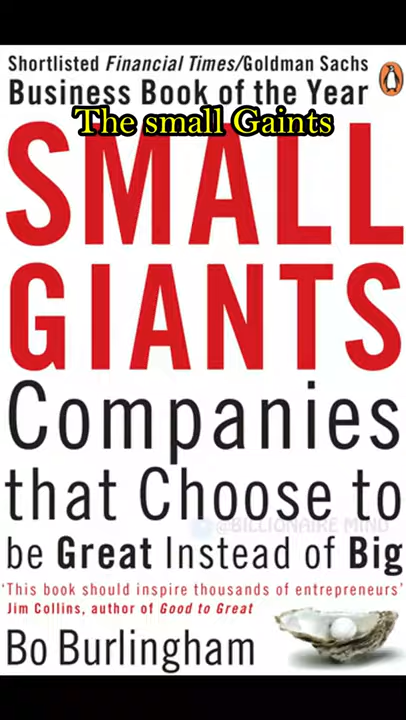 Shortlisted Financial Times/Goldman Sachs
Business Book of the Year
The small Gaints
SMALL
GIANTS
Companies
that Choose to
@BILLIONAIRE MIND
be Great Instead of Big
'This book should inspire thousands of entrepreneurs'
Jim Collins, author of Good to Great
Bo Burlingham